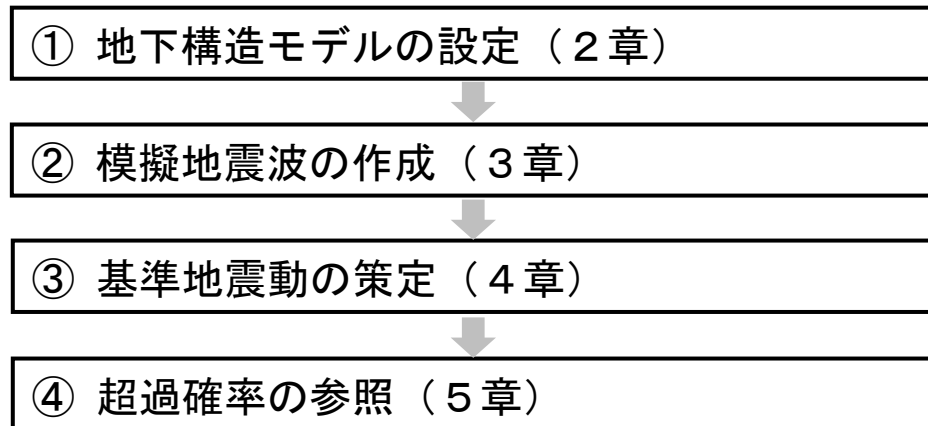 ① 地下構造モデルの設定（２章）
② 模擬地震波の作成（３章）
③ 基準地震動の策定（４章）
④ 超過確率の参照（５章）